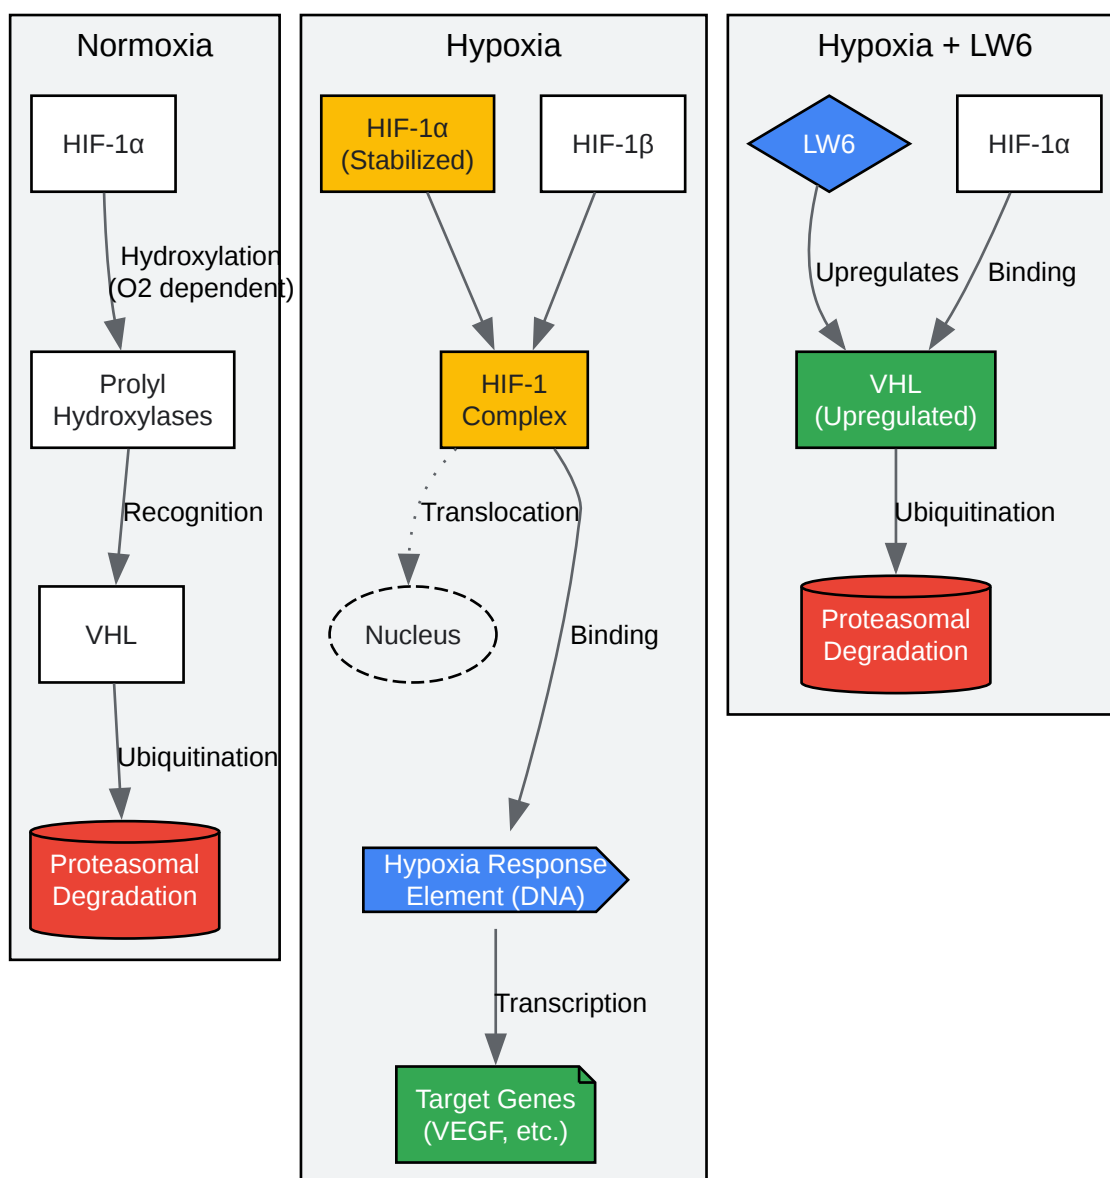 Normoxia
HIF-1α
Hydroxylation
(O2 dependent)
Prolyl
Hydroxylases
Recognition
VHL
Ubiquitination
Proteasomal
Degradation
Hypoxia
HIF-1α
(Stabilized)
HIF-1β
HIF-1
Complex
Translocation
Nucleus
Binding
Hypoxia Response
Element (DNA)
Transcription
Target Genes
(VEGF, etc.)
Hypoxia + LW6
LW6
HIF-1α
Upregulates
Binding
VHL
(Upregulated)
Ubiquitination
Proteasomal
Degradation